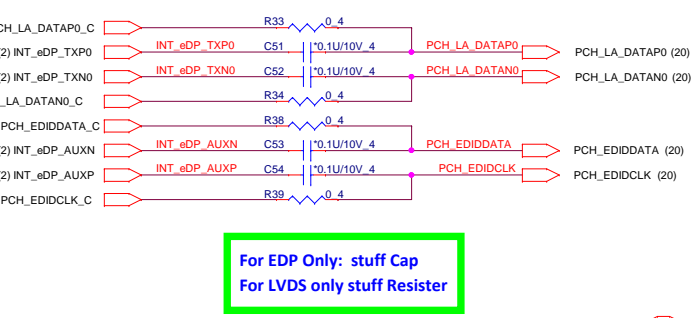 PCH_LA_DATAP0_C R33 0_4
(2) INT_eDP_TXP0 INT_eDP_TXP0 C51 *0.1U/10V_4 PCH_LA_DATAP0 PCH_LA_DATAP0 (20)
(2) INT_eDP_TXN0 INT_eDP_TXN0 C52 *0.1U/10V_4 PCH_LA_DATAN0 PCH_LA_DATAN0 (20)
_LA_DATAN0_C R34 0_4
PCH_EDIDDATA_C R38 0_4
(2) INT_eDP_AUXN INT_eDP_AUXN C53 *0.1U/10V_4 PCH_EDIDDATA PCH_EDIDDATA (20)
(2) INT_eDP_AUXP INT_eDP_AUXP C54 *0.1U/10V_4 PCH_EDIDCLK PCH_EDIDCLK (20)
PCH_EDIDCLK_C R39 0_4
For EDP Only: stuff Cap
For LVDS only stuff Resister